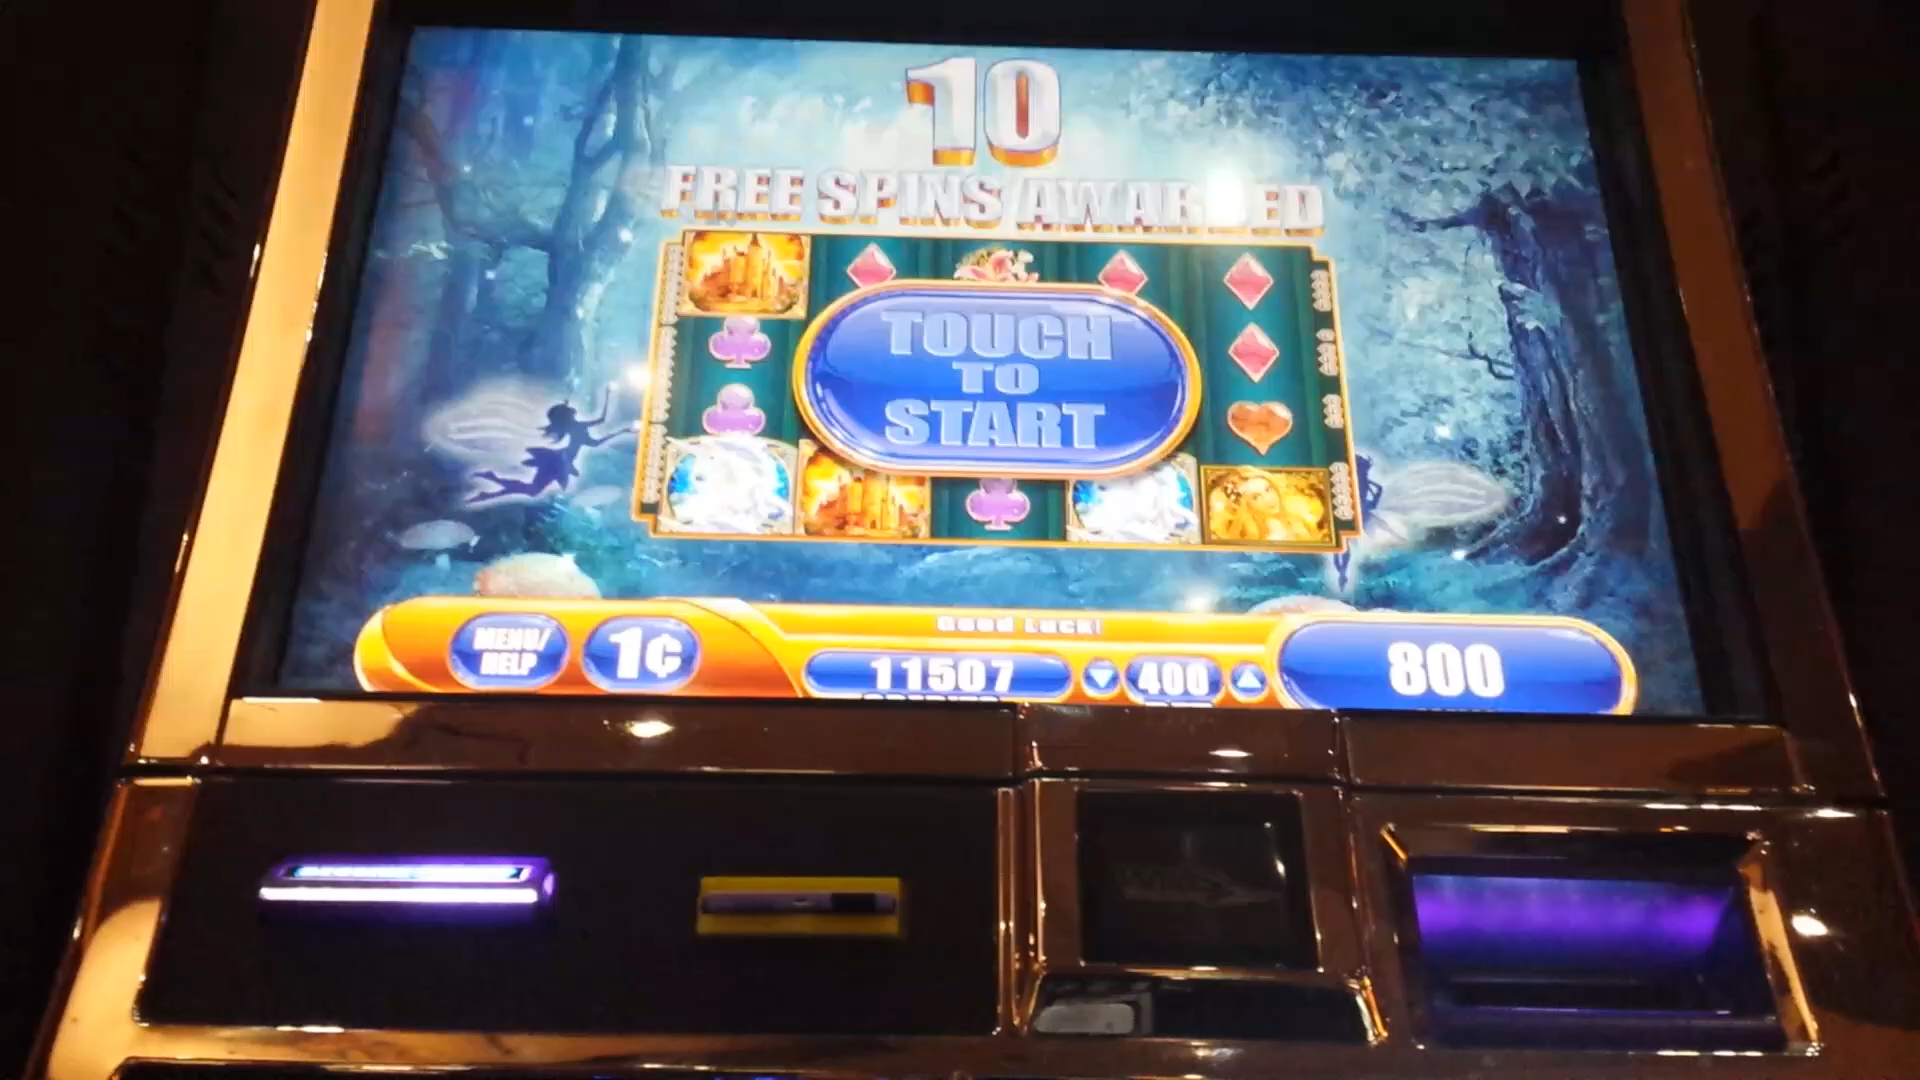 10
FREE SPINS AWARDED
TOUCH
TO
START
Good Luck!
MENU/
HELP
1¢
11507
400
800